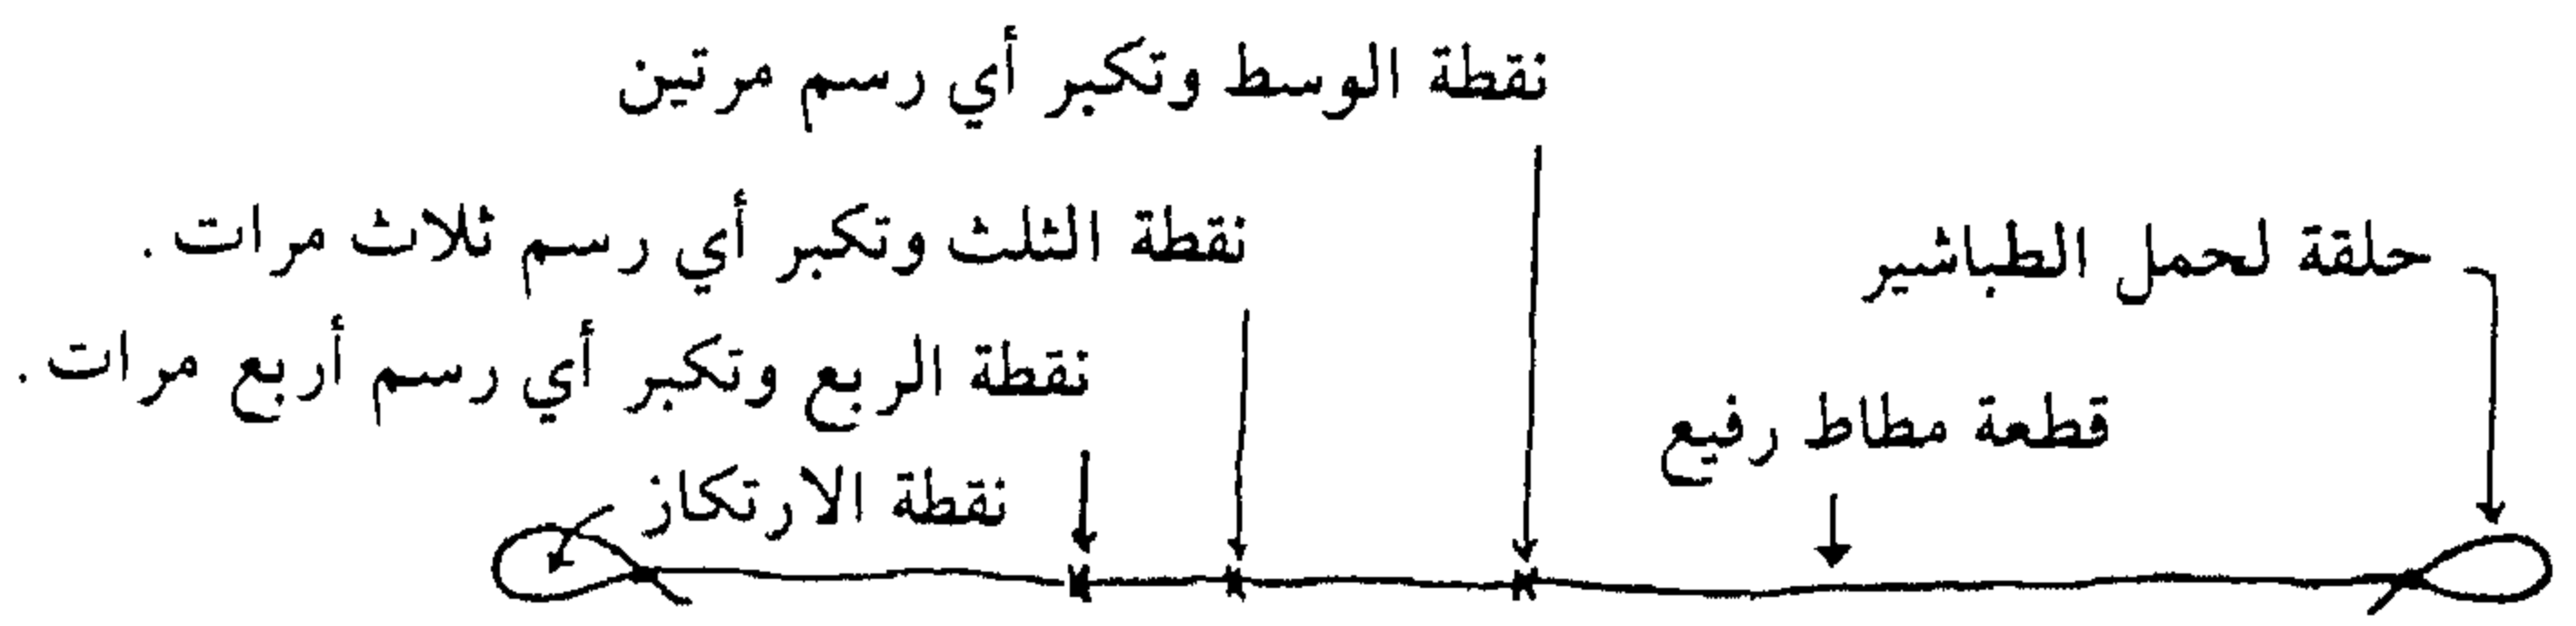 نقطة الوسط وتكبر أي رسم مرتين
نقطة الثلث وتكبر أي رسم ثلاث مرات .
حلقة لحمل الطباشير
نقطة الربع وتكبر أي رسم أربع مرات .
قطعة مطاط رفيع
نقطة الارتكاز